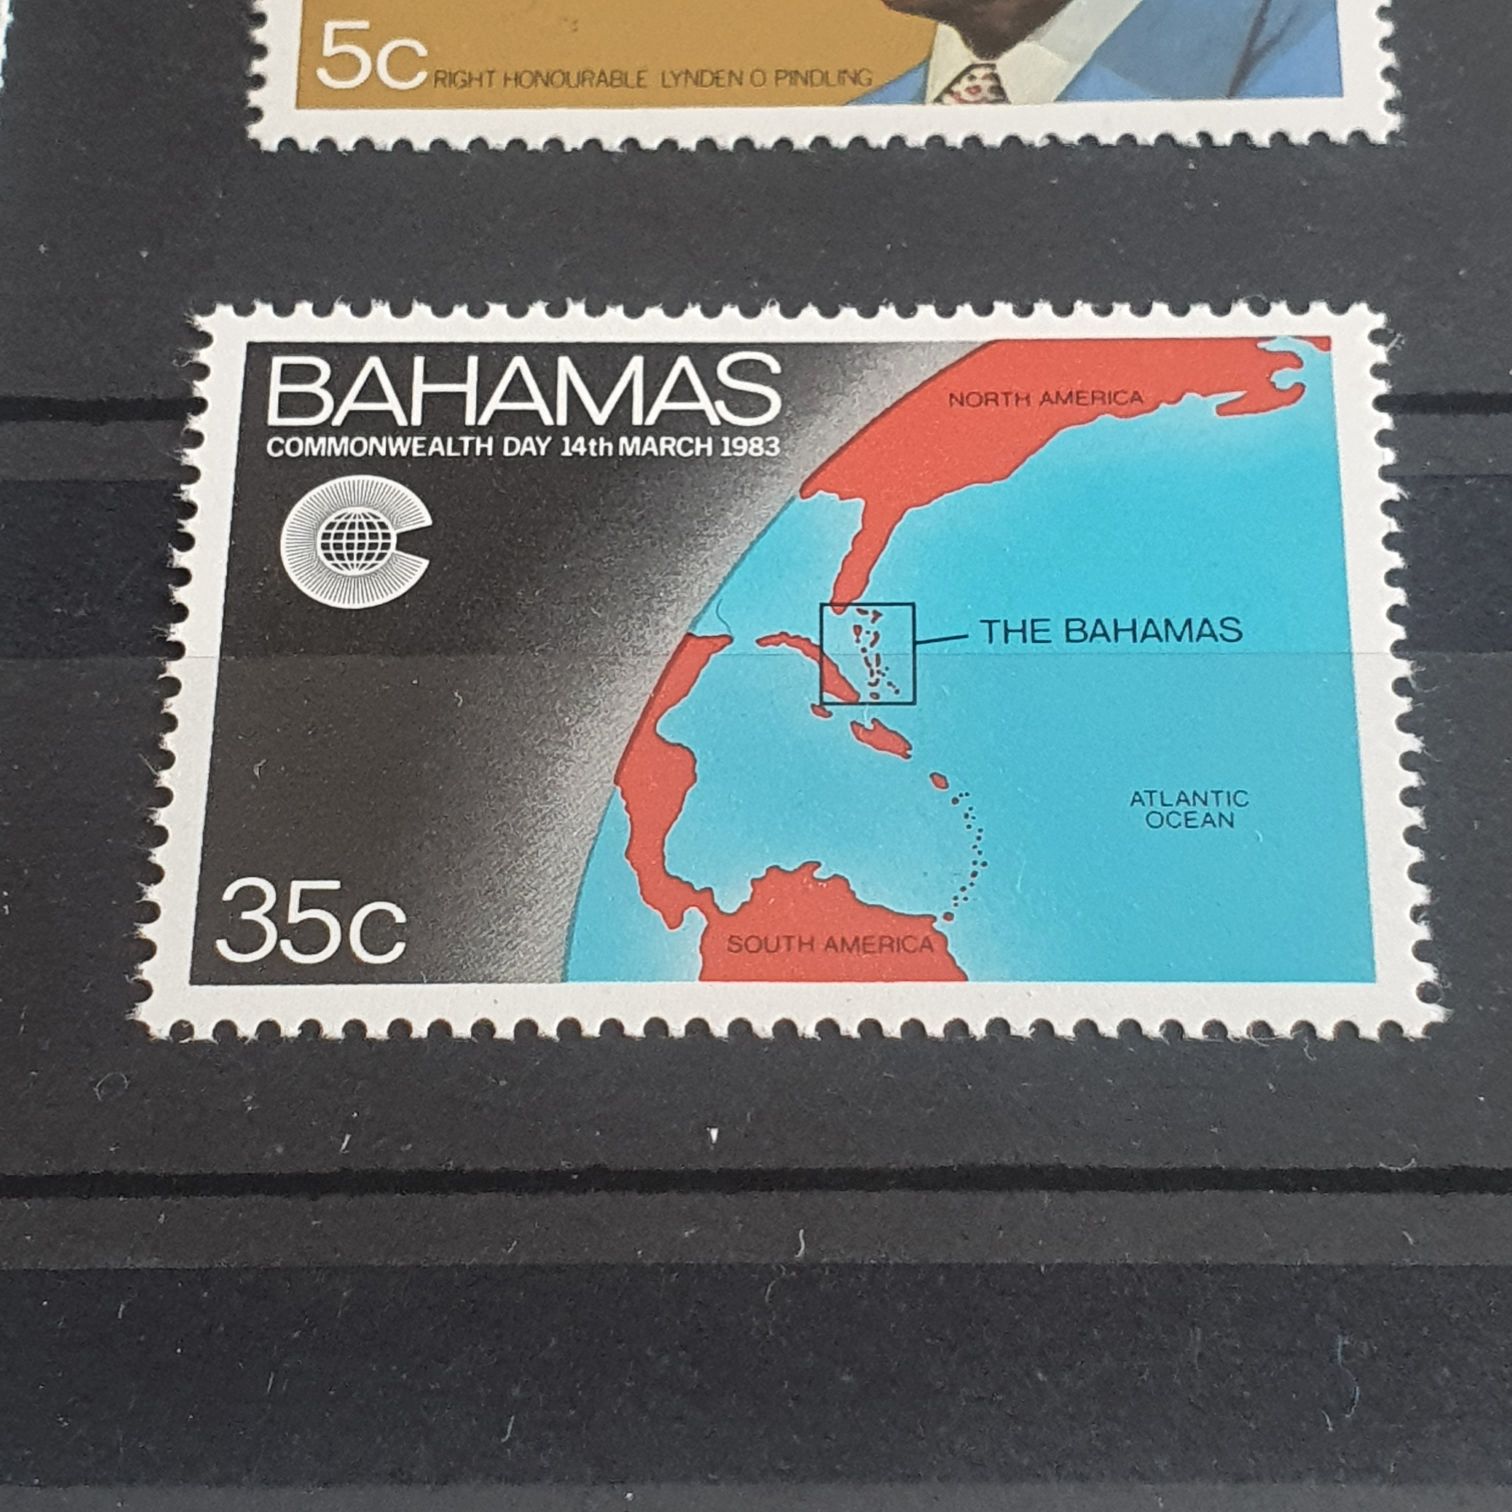 5c RIGHT HONOURABLE LYNDEN O PINDLING
BAHAMAS
COMMONWEALTH DAY 14th MARCH 1983
NORTH AMERICA
THE BAHAMAS
ATLANTIC
OCEAN
35c
SOUTH AMERICA